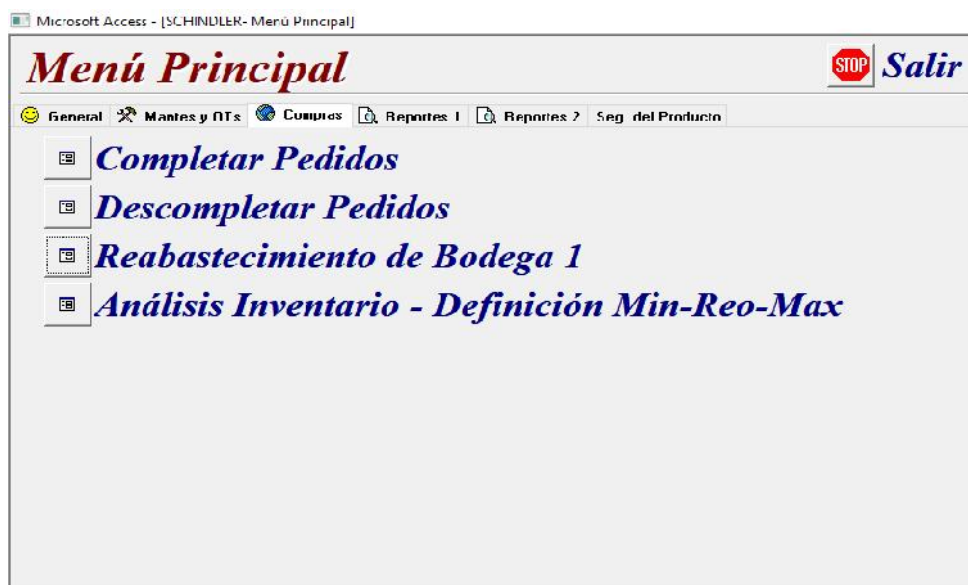 Microsoft Access - [SCHINDLER- Menú Principal]
Menú Principal
STOP Salir
General Mantes y OTs Compras Reportes 1 Reportes 2 Seg. del Producto
Completar Pedidos
Descompletar Pedidos
Reabastecimiento de Bodega 1
Análisis Inventario - Definición Min-Reo-Max